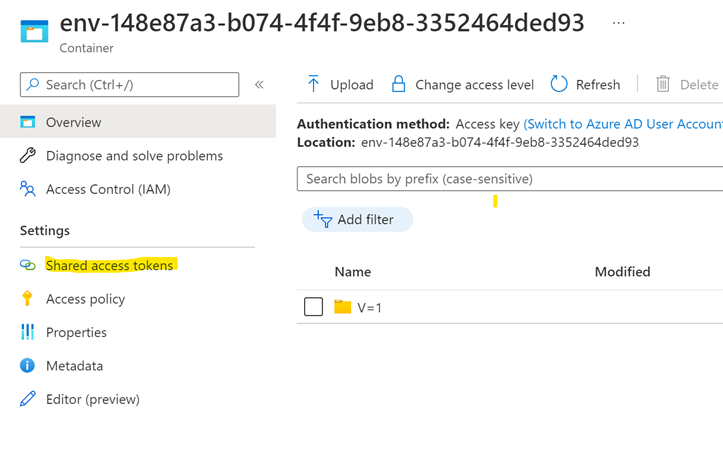 env-148e87a3-b074-4f4f-9eb8-3352464ded93 ...
Container
Search (Ctrl+/)
Overview
Diagnose and solve problems
Access Control (IAM)
Settings
Shared access tokens
Access policy
Properties
Metadata
Editor (preview)
Upload Change access level Refresh Delete
Authentication method: Access key (Switch to Azure AD User Accoun
Location: env-148e87a3-b074-4f4f-9eb8-3352464ded93
Search blobs by prefix (case-sensitive)
Add filter
Name Modified
V=1